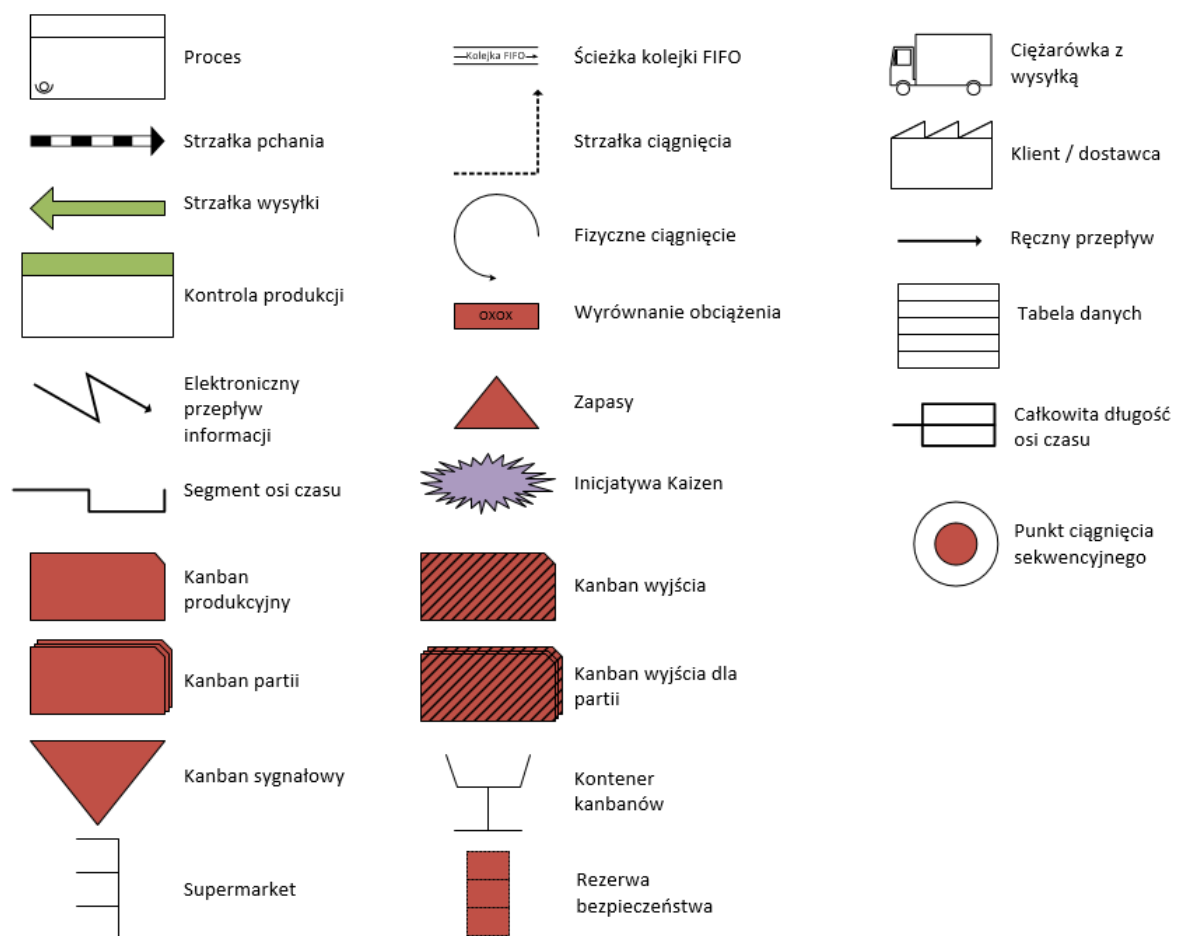 Proces
Strzałka pchania
Strzałka wysyłki
Kontrola produkcji
Elektroniczny
przepływ
informacji
Segment osi czasu
Kanban
produkcyjny
Kanban partii
Kanban sygnałowy
Supermarket
Kolejka FIFO
Ścieżka kolejki FIFO
Strzałka ciągnięcia
Fizyczne ciągnięcie
OXOX
Wyrównanie obciążenia
Zapasy
Inicjatywa Kaizen
Kanban wyjścia
Kanban wyjścia dla
partii
Kontener
kanbanów
Rezerwa
bezpieczeństwa
Ciężarówka z
wysyłką
Klient / dostawca
Ręczny przepływ
Tabela danych
Całkowita długość
osi czasu
Punkt ciągnięcia
sekwencyjnego